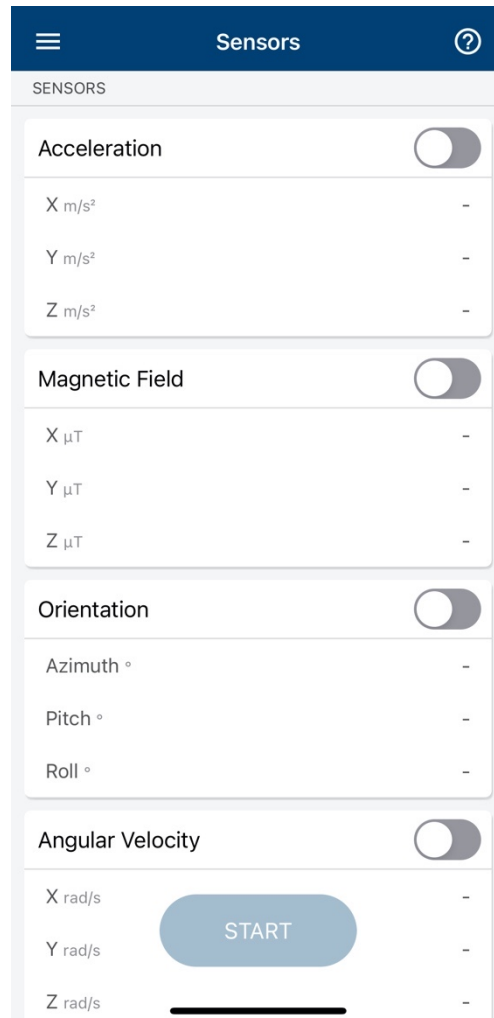 Sensors
SENSORS
Acceleration
X m/s² -
Y m/s² -
Z m/s² -
Magnetic Field
X μT -
Y μT -
Z μT -
Orientation
Azimuth ° -
Pitch ° -
Roll ° -
Angular Velocity
X rad/s -
START
Y rad/s -
Z rad/s -